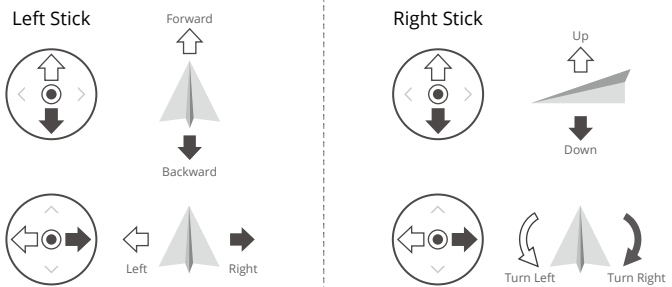 Left Stick
Forward
Backward
Left
Right
Right Stick
Up
Down
Turn Left
Turn Right